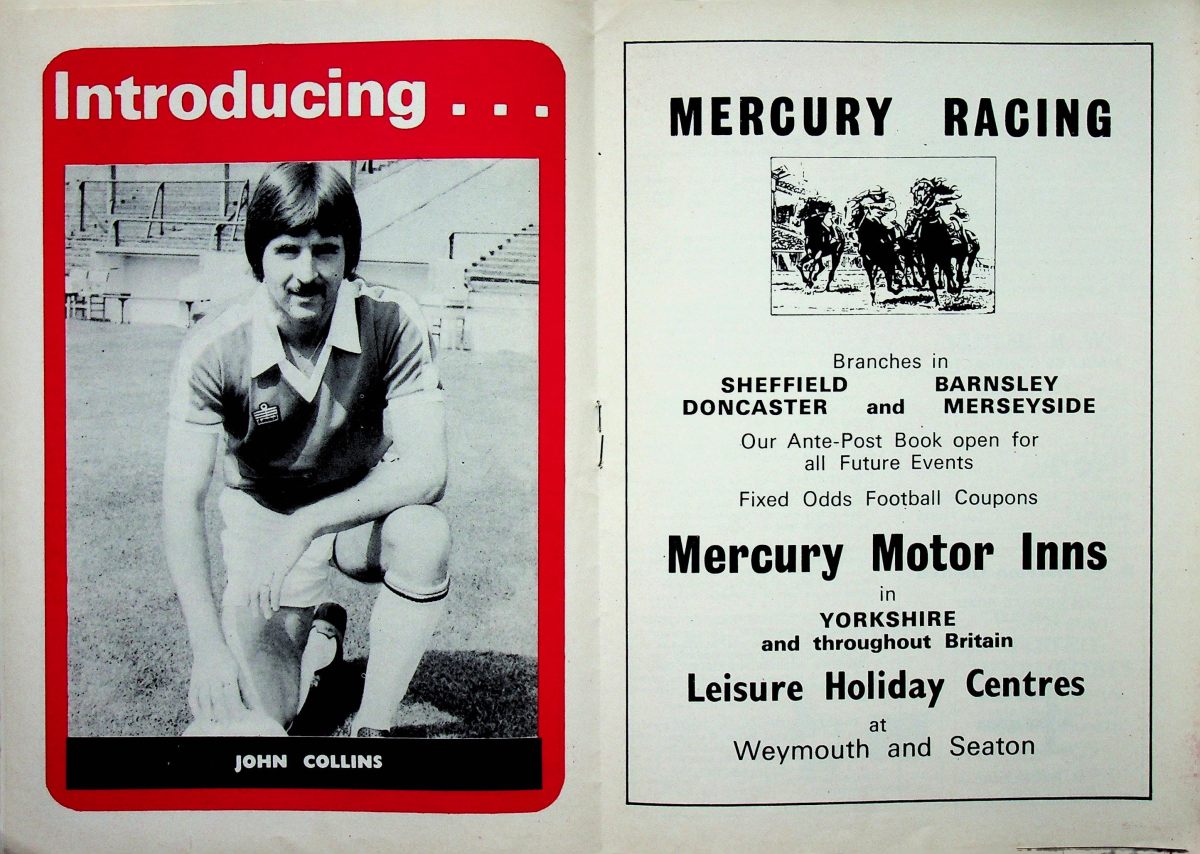 Introducing . . .
JOHN COLLINS
MERCURY RACING
Branches in
SHEFFIELD BARNSLEY
DONCASTER and MERSEYSIDE
Our Ante-Post Book open for
all Future Events
Fixed Odds Football Coupons
Mercury Motor Inns
in
YORKSHIRE
and throughout Britain
Leisure Holiday Centres
at
Weymouth and Seaton